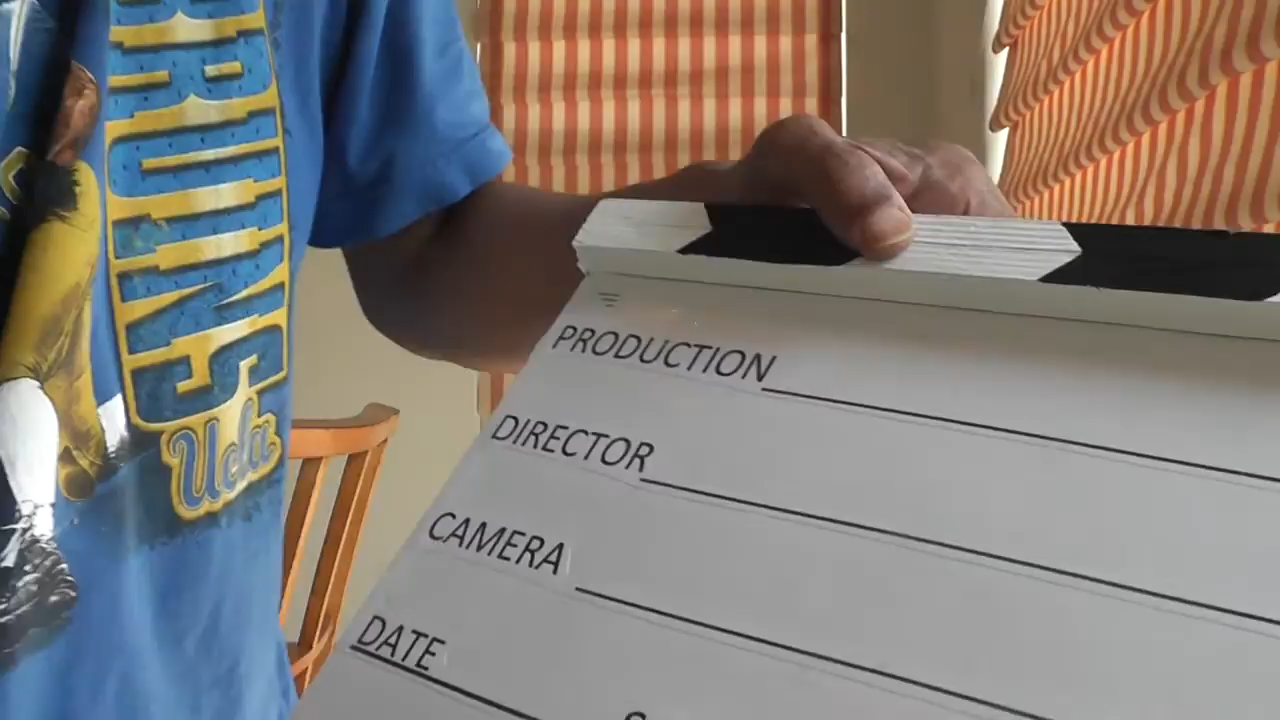 BRUINS
Ucla
PRODUCTION
DIRECTOR
CAMERA
DATE